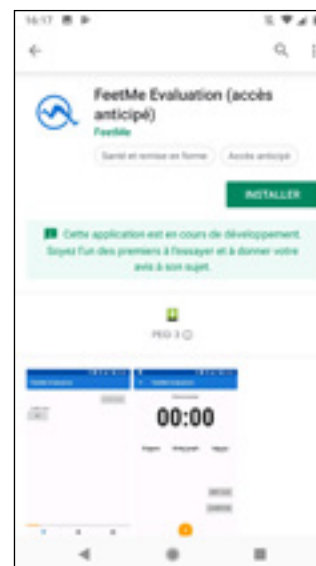 16:17
FeetMe Evaluation (accès
anticipé)
FeetMe
Santé et remise en forme
Accès anticipé
INSTALLER
Cette application est en cours de développement.
Soyez l'un des premiers à l'essayer et à donner votre
avis à son sujet.
PEGI 3
00:00